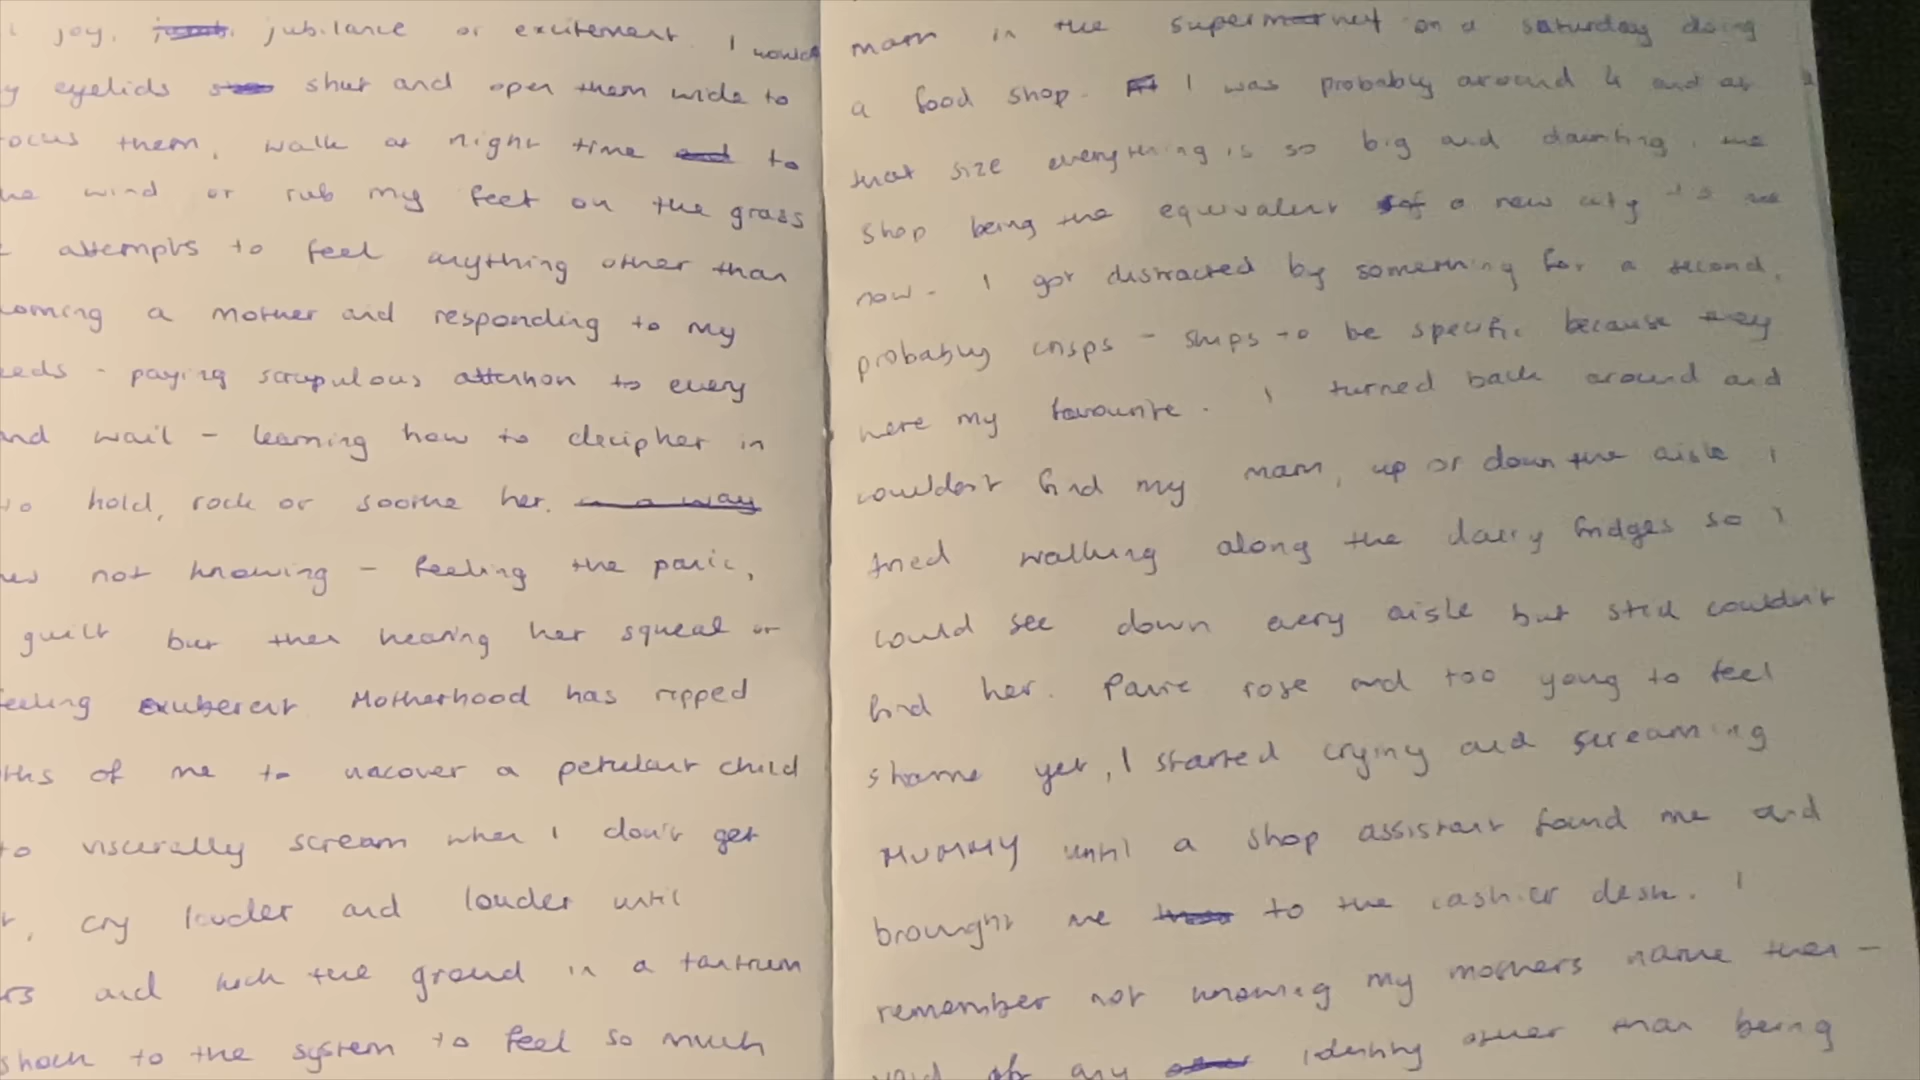 joy, jubilance or excitement. I would
eyelids shut and open them wide to
them, walk at night time to
wind or rub my feet on the grass
attempts to feel anything other than
a mother and responding to my
- paying scrupulous attention to every
and wail - learning how to decipher in
to hold, rock or soothe her.
not knowing - feeling the panic,
guilt but then hearing her squeal or
feeling exuberent. Motherhood has ripped
of me to uncover a petulant child
to viscerally scream when I don't get
cry louder and louder until
and kick the ground in a tantrum
shock to the system to feel so much
mam in the supermarket on a saturday doing
a food shop. I was probably around 4 and at
that size everything is so big and daunting, the
shop being the equivalent of a new city to me
now. I got distracted by something for a second,
probably crisps - skips to be specific because they
were my favourite. I turned back around and
couldn't find my mam, up or down the aisle I
tried walking along the dairy fridges so I
could see down every aisle but still couldn't
find her. Panic rose and too young to feel
shame yet, I started crying and screaming
MUMMY until a shop assistant found me and
brought me to the cashier desk. I
remember not knowing my mothers name then -
void of any identity other than being